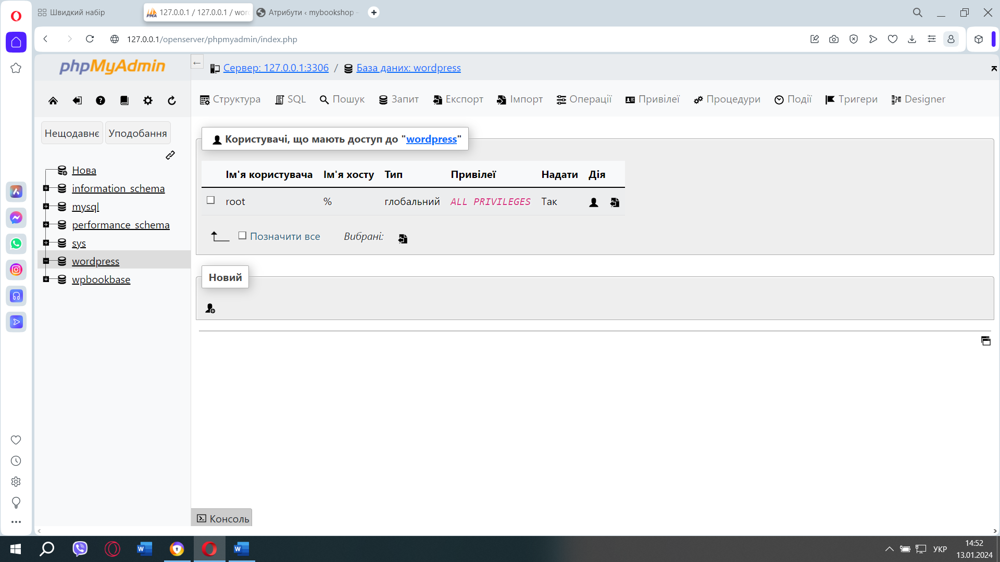 Швидкий набір
127.0.0.1 / 127.0.0.1 / wor
Атрибути ‹ mybookshop –
127.0.0.1/openserver/phpmyadmin/index.php
phpMyAdmin
Сервер: 127.0.0.1:3306 / База даних: wordpress
Структура SQL Пошук Запит Експорт Імпорт Операції Привілеї Процедури Події Тригери Designer
Нещодавнє Уподобання
Нова
information_schema
mysql
performance_schema
sys
wordpress
wpbookbase
Користувачі, що мають доступ до "wordpress"
Ім'я користувача Ім'я хосту Тип Привілеї Надати Дія
root % глобальний ALL PRIVILEGES Так
Позначити все Вибрані:
Новий
Консоль
УКР
14:52
13.01.2024